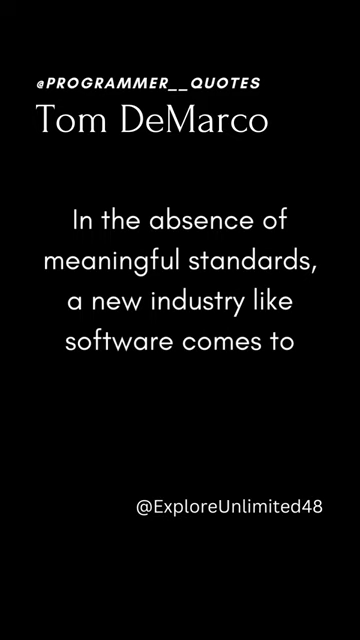 @PROGRAMMER__QUOTES
Tom DeMarco
In the absence of
meaningful standards,
a new industry like
software comes to
@ExploreUnlimited48